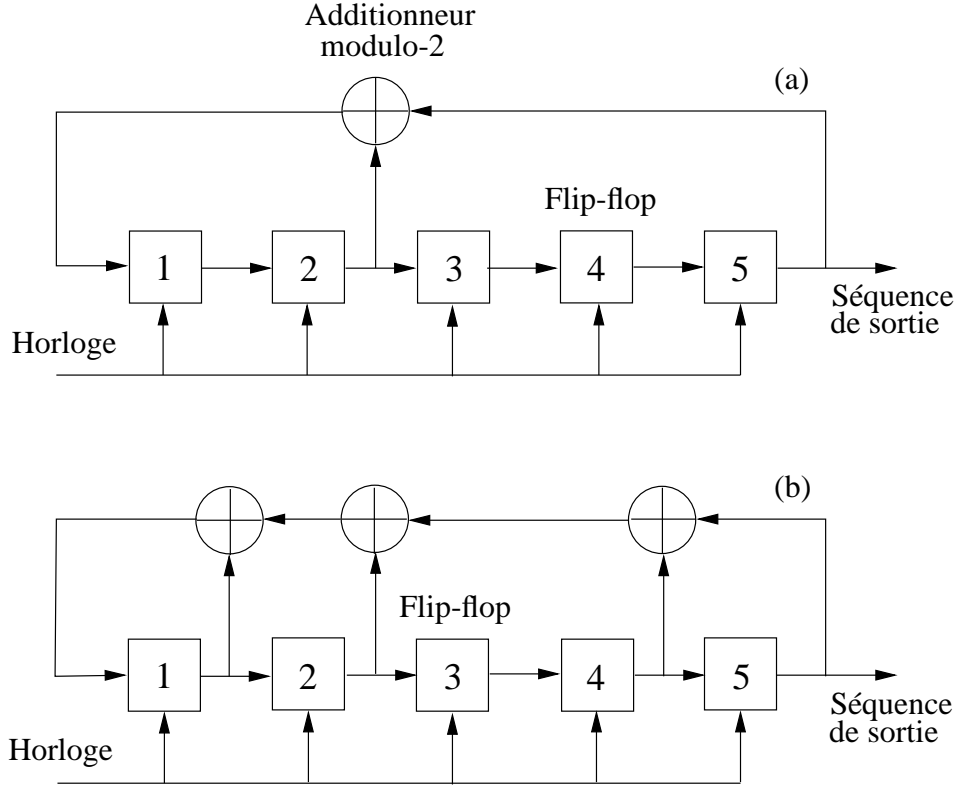 Additionneur
modulo-2
(a)
Flip-flop
1
2
3
4
5
Séquence
de sortie
Horloge
(b)
Flip-flop
1
2
3
4
5
Séquence
de sortie
Horloge